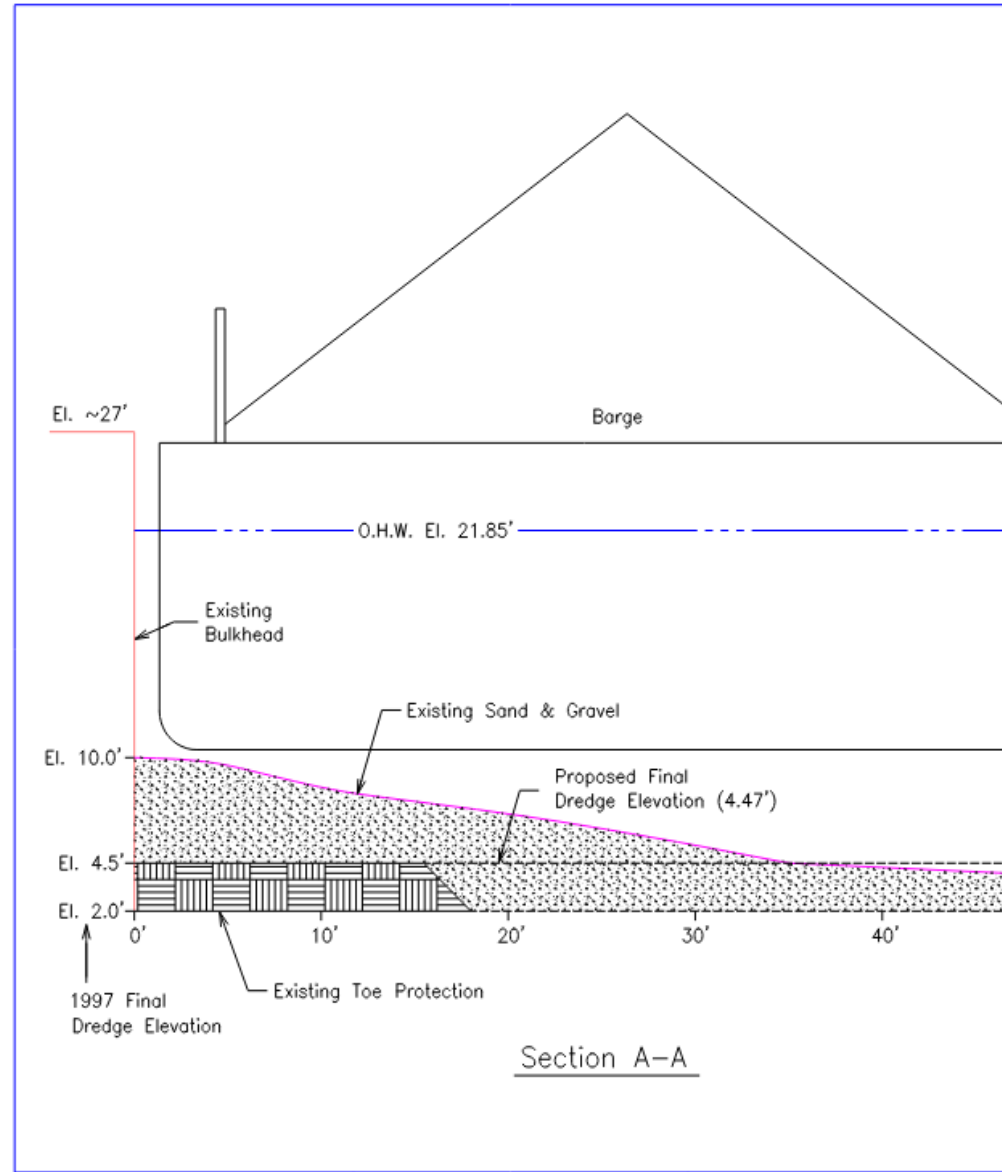 El. ~27'
Barge
O.H.W. El. 21.85'
Existing
Bulkhead
Existing Sand & Gravel
El. 10.0'
Proposed Final
Dredge Elevation (4.47')
El. 4.5'
El. 2.0'
0'
10'
20'
30'
40'
1997 Final
Dredge Elevation
Existing Toe Protection
Section A-A